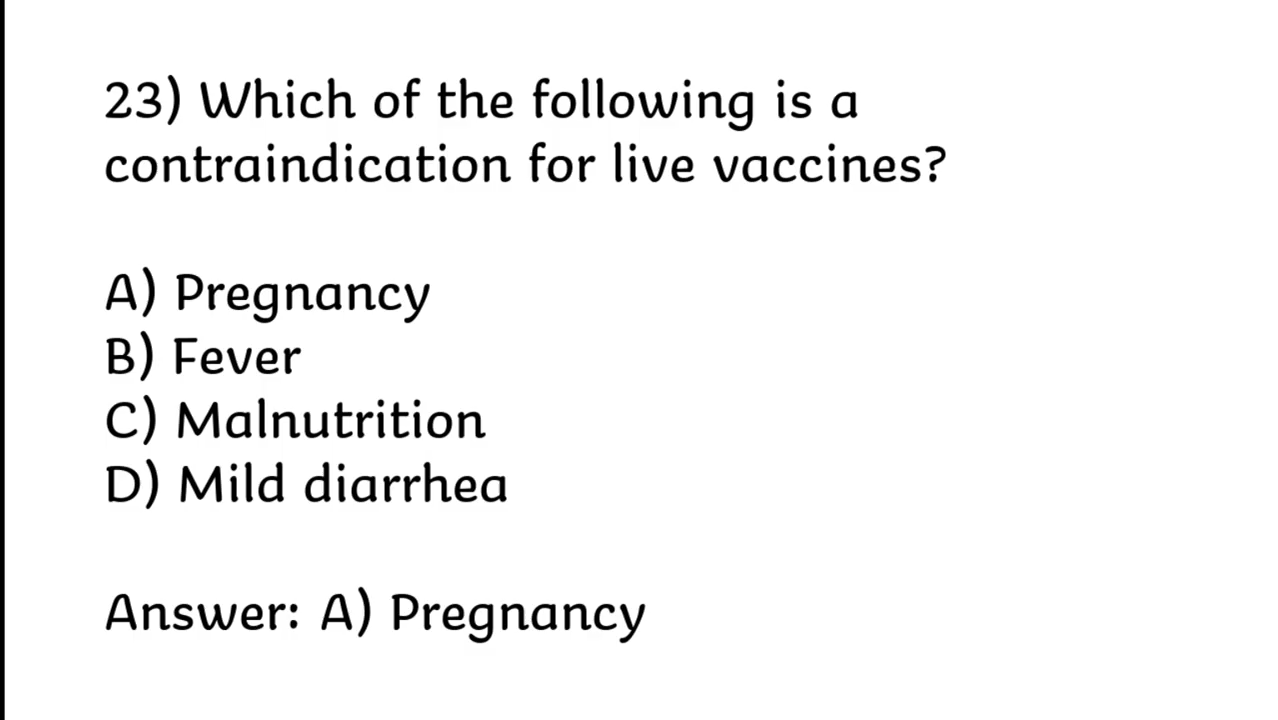 23) Which of the following is a
contraindication for live vaccines?
A) Pregnancy
B) Fever
C) Malnutrition
D) Mild diarrhea
Answer: A) Pregnancy